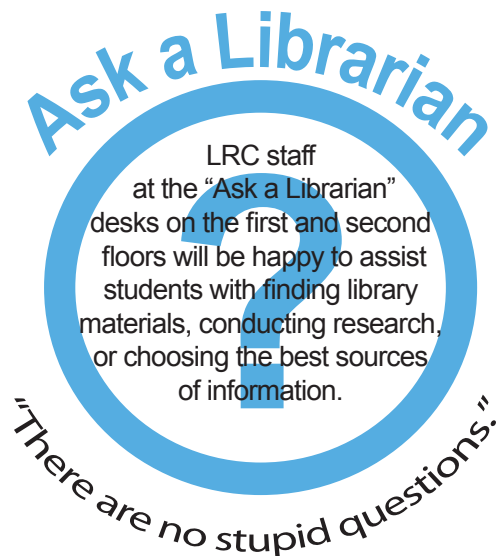 Ask a Librarian
LRC staff
at the “Ask a Librarian”
desks on the first and second
floors will be happy to assist
students with finding library
materials, conducting research,
or choosing the best sources
of information.
?
“There are no stupid questions.”